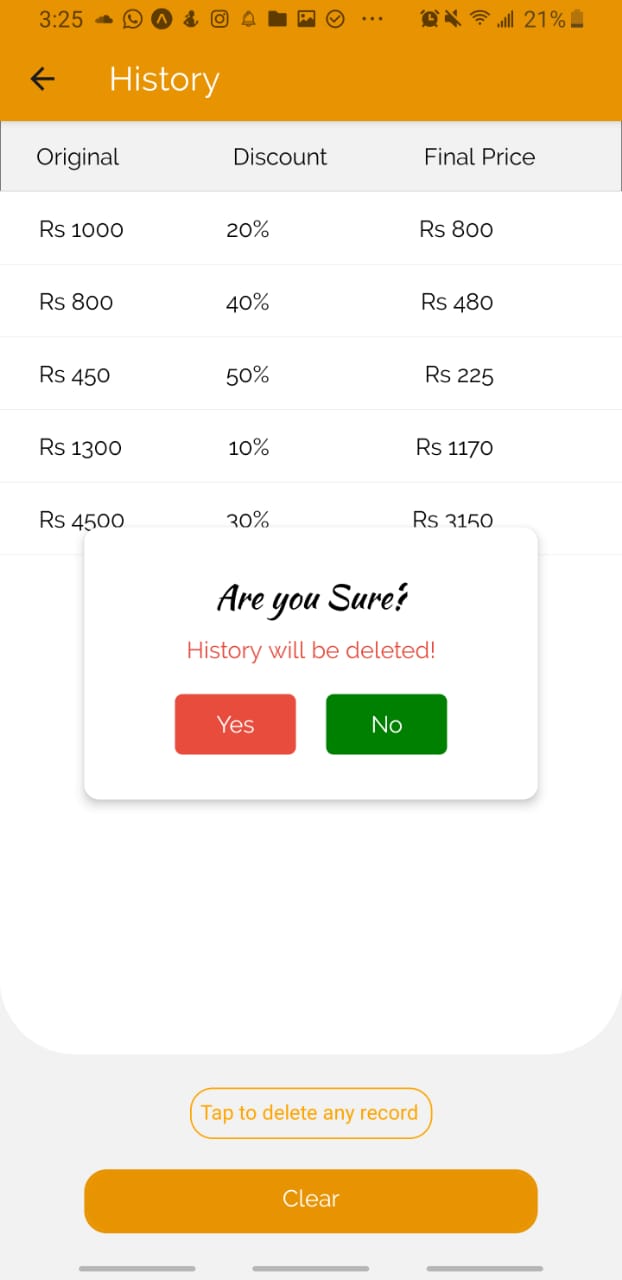 3:25 21%
History
Original Discount Final Price
Rs 1000 20% Rs 800
Rs 800 40% Rs 480
Rs 450 50% Rs 225
Rs 1300 10% Rs 1170
Rs 4500 30% Rs 3150
Are you Sure?
History will be deleted!
Yes No
Tap to delete any record
Clear